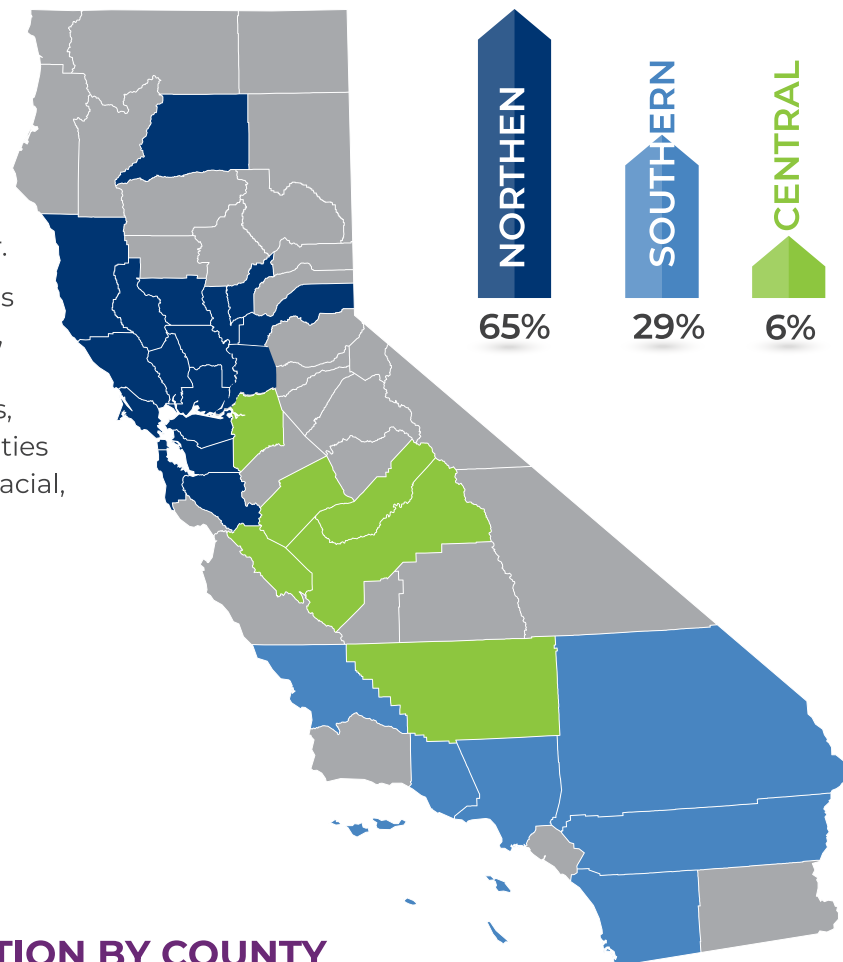 r.
s
,
s,
ties
acial,
NORTHEN
SOUTHERN
CENTRAL
65%
29%
6%
TION BY COUNTY